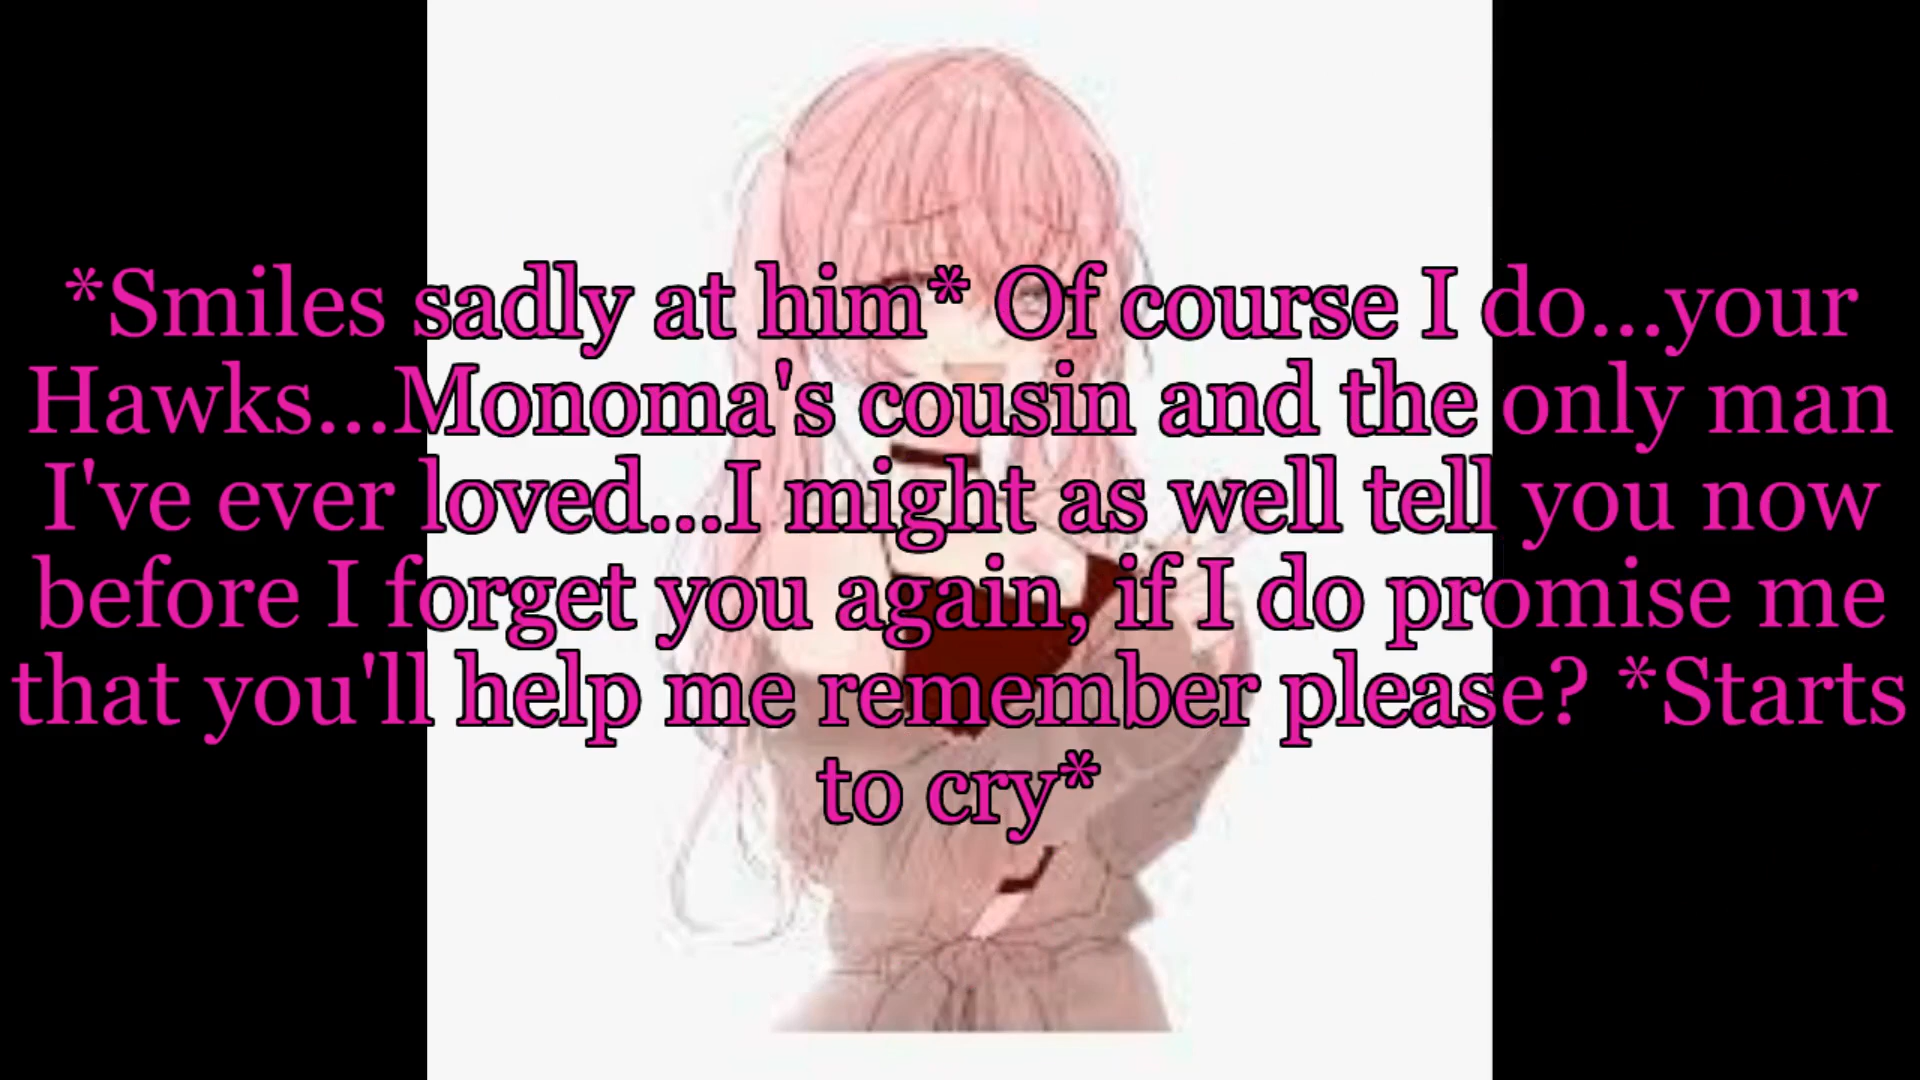 *Smiles sadly at him* Of course I do...your
Hawks...Monoma's cousin and the only man
I've ever loved...I might as well tell you now
before I forget you again, if I do promise me
that you'll help me remember please? *Starts
to cry*